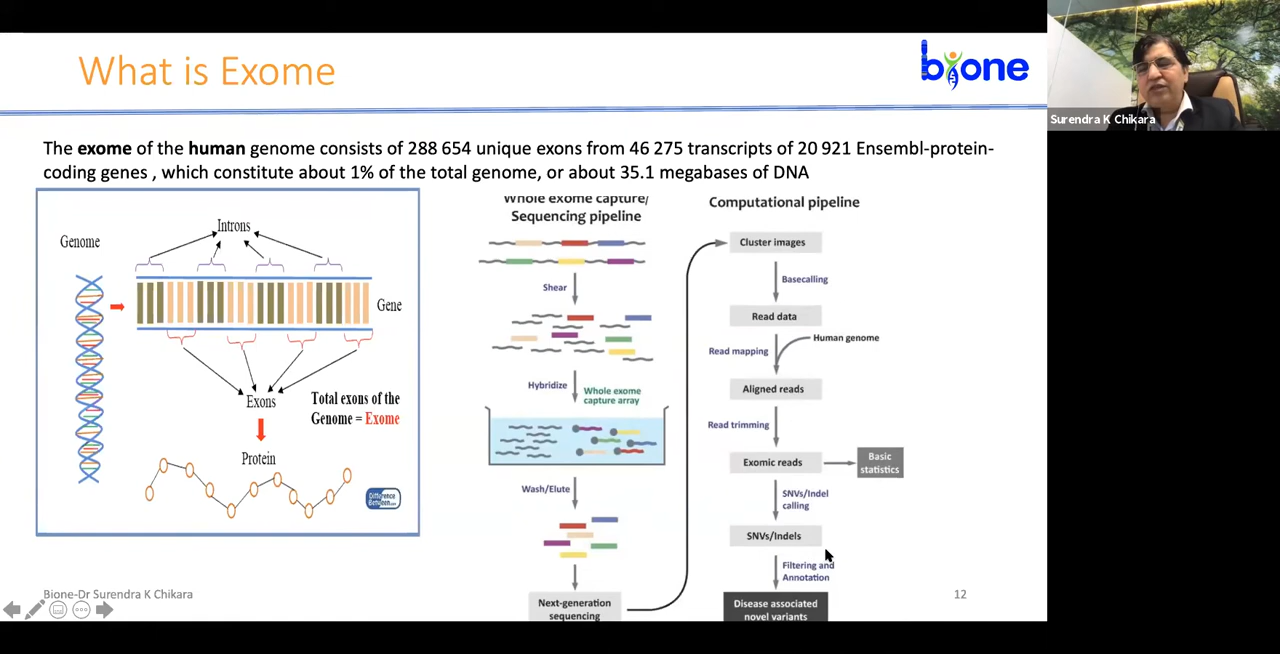 What is Exome
bione
Surendra K Chikara
The exome of the human genome consists of 288 654 unique exons from 46 275 transcripts of 20 921 Ensembl-protein-
coding genes , which constitute about 1% of the total genome, or about 35.1 megabases of DNA
Genome
Introns
Gene
Exons
Total exons of the
Genome = Exome
Protein
Difference
Between.com
Whole exome capture/
Sequencing pipeline
Shear
Hybridize
Whole exome
capture array
Wash/Elute
Next-generation
sequencing
Computational pipeline
Cluster images
Basecalling
Read data
Read mapping
Human genome
Aligned reads
Read trimming
Exomic reads
Basic
statistics
SNVs/Indel
calling
SNVs/Indels
Filtering and
Annotation
Disease associated
novel variants
Bione-Dr Surendra K Chikara
12